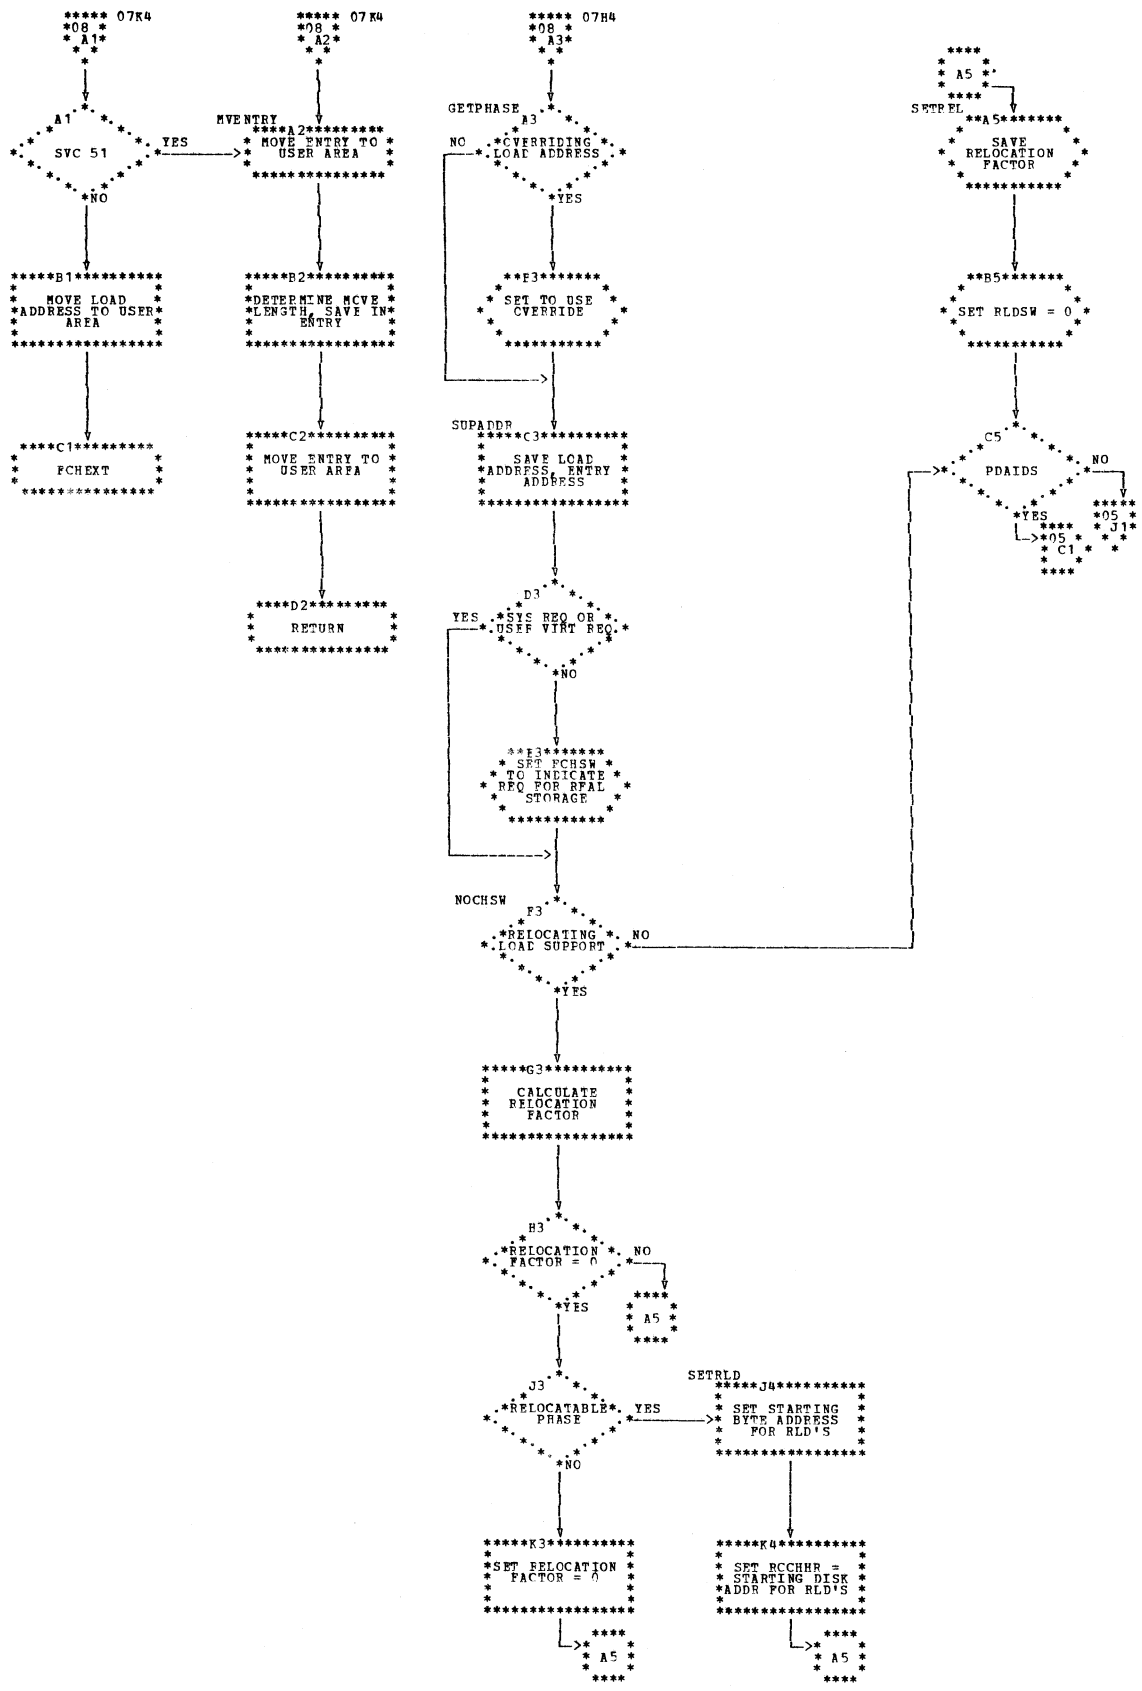 07K4
08
A1
07K4
08
A2
07H4
08
A3
A5
A1
SVC 51
YES
NO
MVENTRY
A2
MOVE ENTRY TO
USER AREA
GETPHASE
A3
NO
OVERRIDING
LOAD ADDRESS
YES
SETREL
A5
SAVE
RELOCATION
FACTOR
B1
MOVE LOAD
ADDRESS TO USER
AREA
B2
DETERMINE MOVE
LENGTH, SAVE IN
ENTRY
B3
SET TO USE
OVERRIDE
B5
SET RLDSW = 0
C1
FCHEXT
C2
MOVE ENTRY TO
USER AREA
SUPADDR
C3
SAVE LOAD
ADDRESS, ENTRY
ADDRESS
C5
PDAIDS
NO
YES
05
J1
05
C1
D2
RETURN
D3
YES
SYS REQ OR
USER VIRT REQ
NO
E3
SET FCHSW
TO INDICATE
REQ FOR REAL
STORAGE
NOCHSW
F3
RELOCATING
LOAD SUPPORT
NO
YES
G3
CALCULATE
RELOCATION
FACTOR
H3
RELOCATION
FACTOR = 0
NO
YES
A5
J3
RELOCATABLE
PHASE
YES
NO
SETRLD
J4
SET STARTING
BYTE ADDRESS
FOR RLD'S
K3
SET RELOCATION
FACTOR = 0
K4
SET RCCHHR =
STARTING DISK
ADDR FOR RLD'S
A5
A5